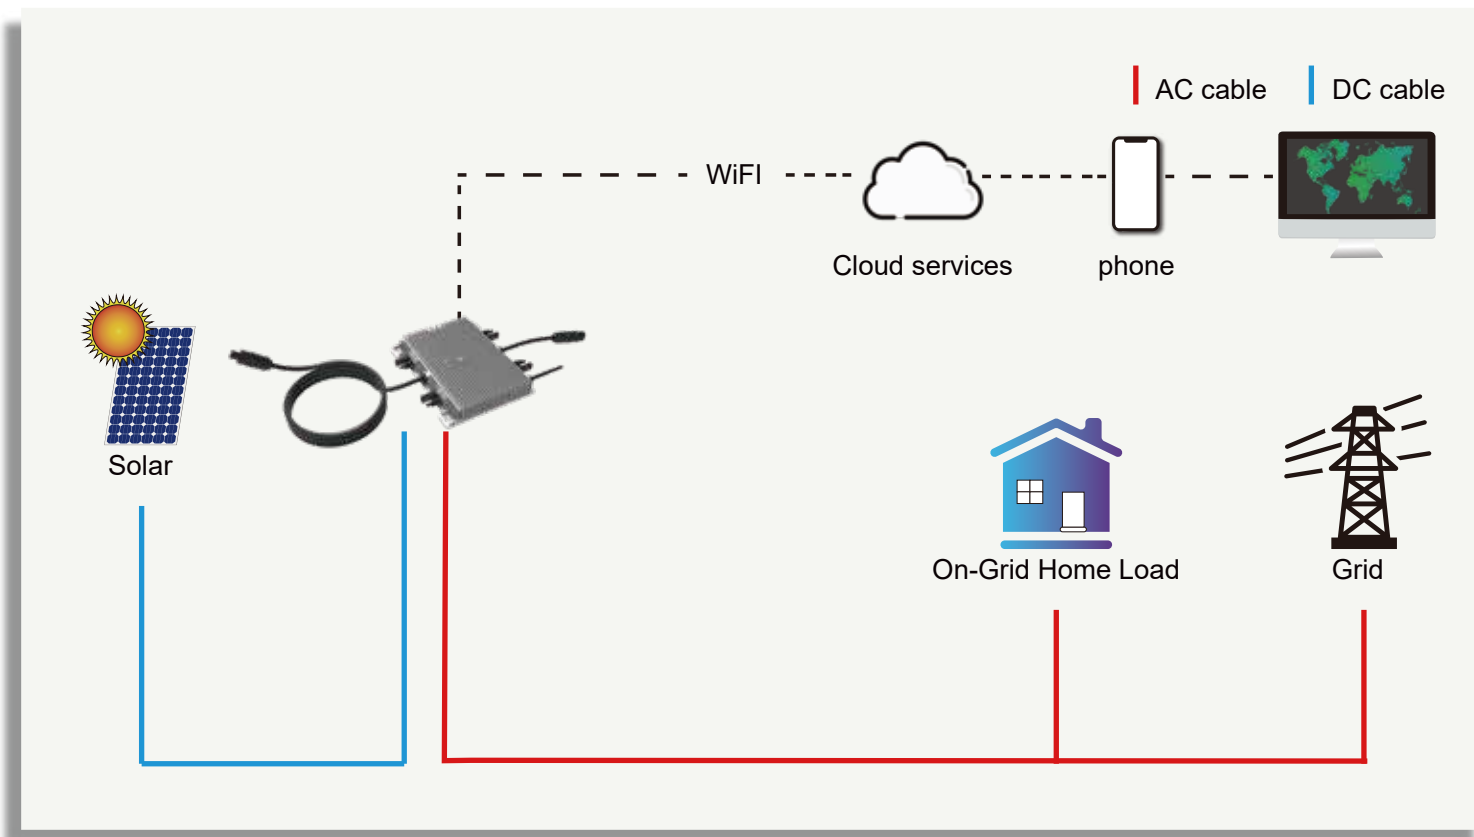 AC cable
DC cable
WiFI
Cloud services
phone
Solar
On-Grid Home Load
Grid